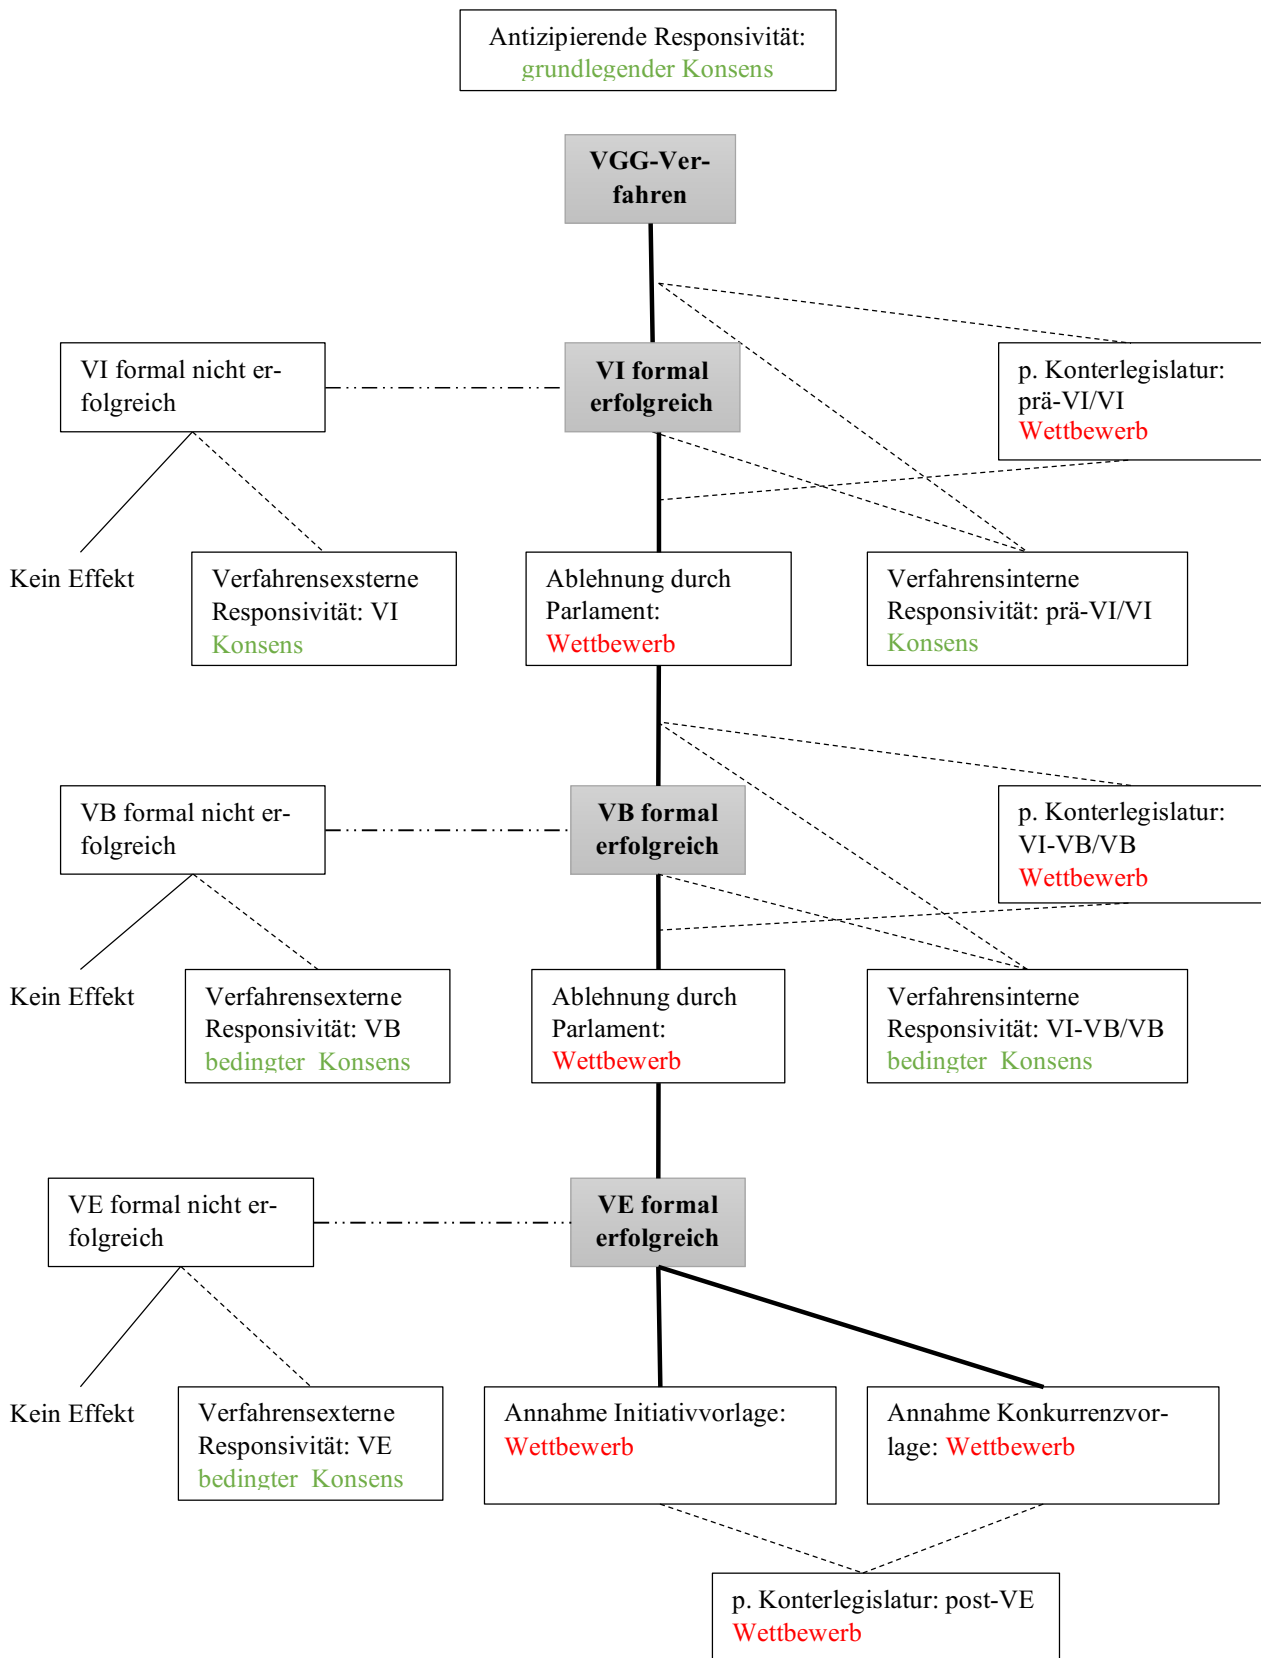 Antizipierende Responsivität:
grundlegender Konsens
VGG-Ver-
fahren
VI formal nicht er-
folgreich
VI formal
erfolgreich
p. Konterlegislatur:
prä-VI/VI
Wettbewerb
Kein Effekt
Verfahrensexsterne
Responsivität: VI
Konsens
Ablehnung durch
Parlament:
Wettbewerb
Verfahrensinterne
Responsivität: prä-VI/VI
Konsens
VB formal nicht er-
folgreich
VB formal
erfolgreich
p. Konterlegislatur:
VI-VB/VB
Wettbewerb
Kein Effekt
Verfahrensexterne
Responsivität: VB
bedingter  Konsens
Ablehnung durch
Parlament:
Wettbewerb
Verfahrensinterne
Responsivität: VI-VB/VB
bedingter  Konsens
VE formal nicht er-
folgreich
VE formal
erfolgreich
Kein Effekt
Verfahrensexterne
Responsivität: VE
bedingter  Konsens
Annahme Initiativvorlage:
Wettbewerb
Annahme Konkurrenzvor-
lage: Wettbewerb
p. Konterlegislatur: post-VE
Wettbewerb